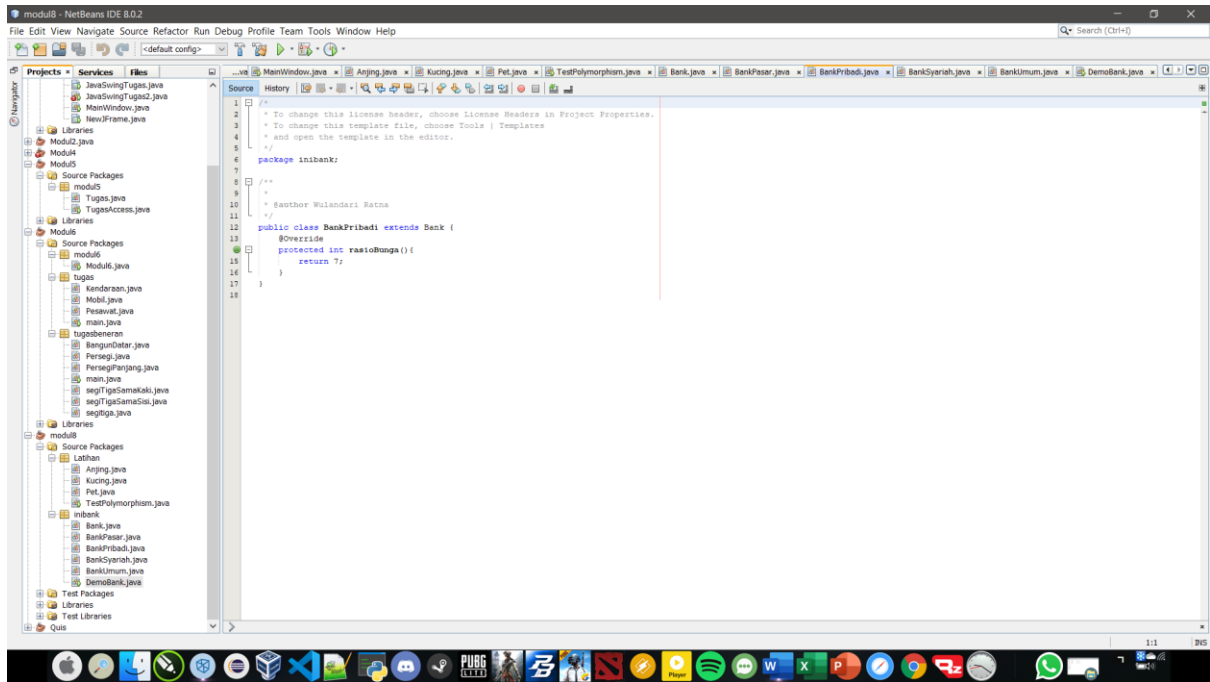 modul8 - NetBeans IDE 8.0.2
File Edit View Navigate Source Refactor Run Debug Profile Team Tools Window Help
Search (Ctrl+I)
<default config>
Projects × Services Files
...va MainWindow.java × Anjing.java × Kucing.java × Pet.java × TestPolymorphism.java × Bank.java × BankPasar.java × BankPribadi.java × BankSyariah.java × BankUmum.java × DemoBank.java ×
Navigator
JavaSwingTugas.java
JavaSwingTugas2.java
MainWindow.java
NewJFrame.java
Libraries
Modul2.java
Modul4
Modul5
Source Packages
modul5
Tugas.java
TugasAccess.java
Libraries
Modul6
Source Packages
modul6
Modul6.java
tugas
Kendaraan.java
Mobil.java
Pesawat.java
main.java
tugasbeneran
BangunDatar.java
Persegi.java
PersegiPanjang.java
main.java
segiTigaSamaKaki.java
segiTigaSamaSisi.java
segitiga.java
Libraries
modul8
Source Packages
Latihan
Anjing.java
Kucing.java
Pet.java
TestPolymorphism.java
inibank
Bank.java
BankPasar.java
BankPribadi.java
BankSyariah.java
BankUmum.java
DemoBank.java
Test Packages
Libraries
Test Libraries
Quis
Source History
1 /*
2 * To change this license header, choose License Headers in Project Properties.
3 * To change this template file, choose Tools | Templates
4 * and open the template in the editor.
5 */
6 package inibank;
7
8 /**
9 *
10 * @author Wulandari Ratna
11 */
12 public class BankPribadi extends Bank {
13 @Override
protected int rasioBunga(){
15 return 7;
16 }
17 }
18
1:1 INS
PUBG
LITE
Player